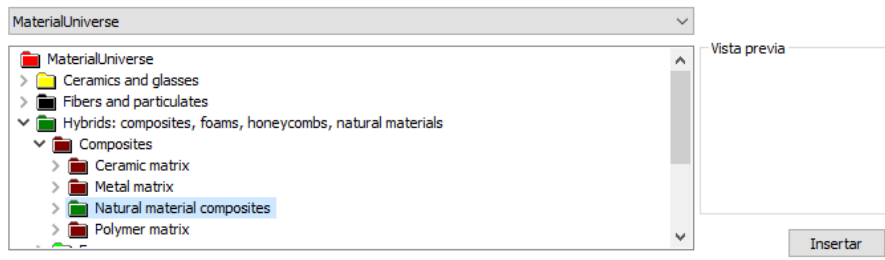 MaterialUniverse
Vista previa
MaterialUniverse
Ceramics and glasses
Fibers and particulates
Hybrids: composites, foams, honeycombs, natural materials
Composites
Ceramic matrix
Metal matrix
Natural material composites
Polymer matrix
Insertar